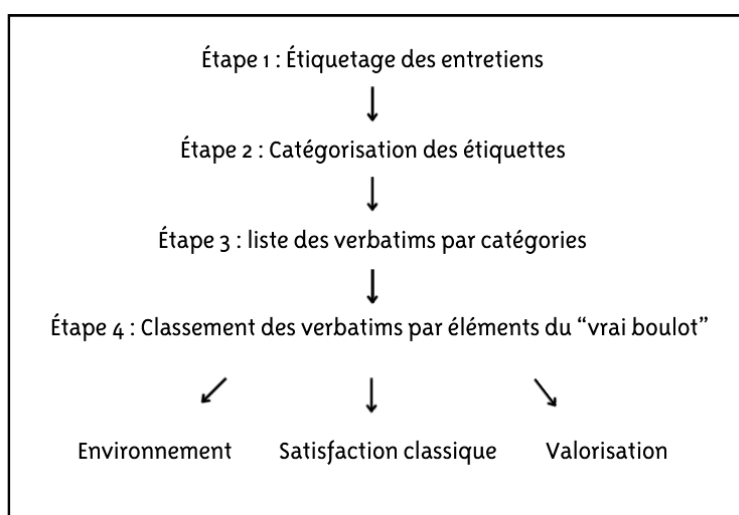 Étape 1 : Étiquetage des entretiens
Étape 2 : Catégorisation des étiquettes
Étape 3 : liste des verbatims par catégories
Étape 4 : Classement des verbatims par éléments du “vrai boulot”
Environnement Satisfaction classique Valorisation